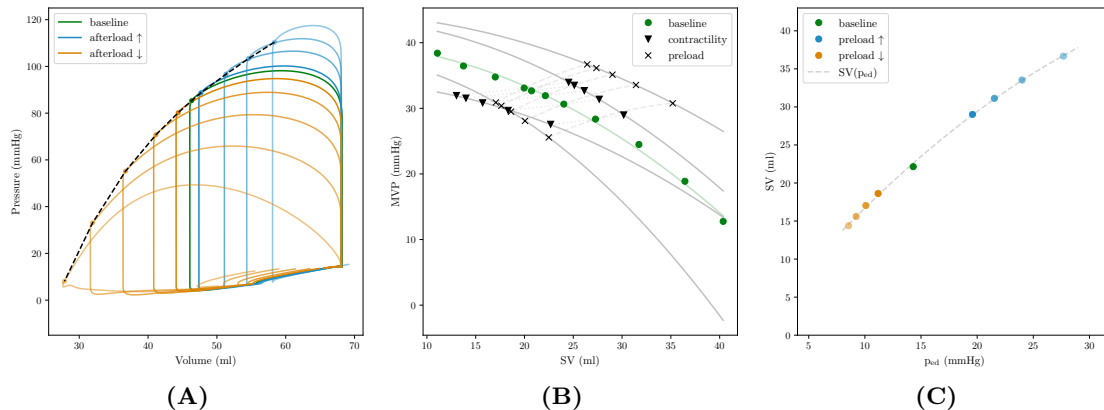 baseline
afterload ↑
afterload ↓
120
100
80
60
40
20
0
Pressure (mmHg)
30
40
50
60
70
Volume (ml)
(A)
baseline
contractility
preload
40
30
20
10
0
MVP (mmHg)
10
15
20
25
30
35
40
SV (ml)
(B)
baseline
preload ↑
preload ↓
SV(p_ed)
40
35
30
25
20
15
10
5
0
SV (ml)
5
10
15
20
25
30
p_ed (mmHg)
(C)